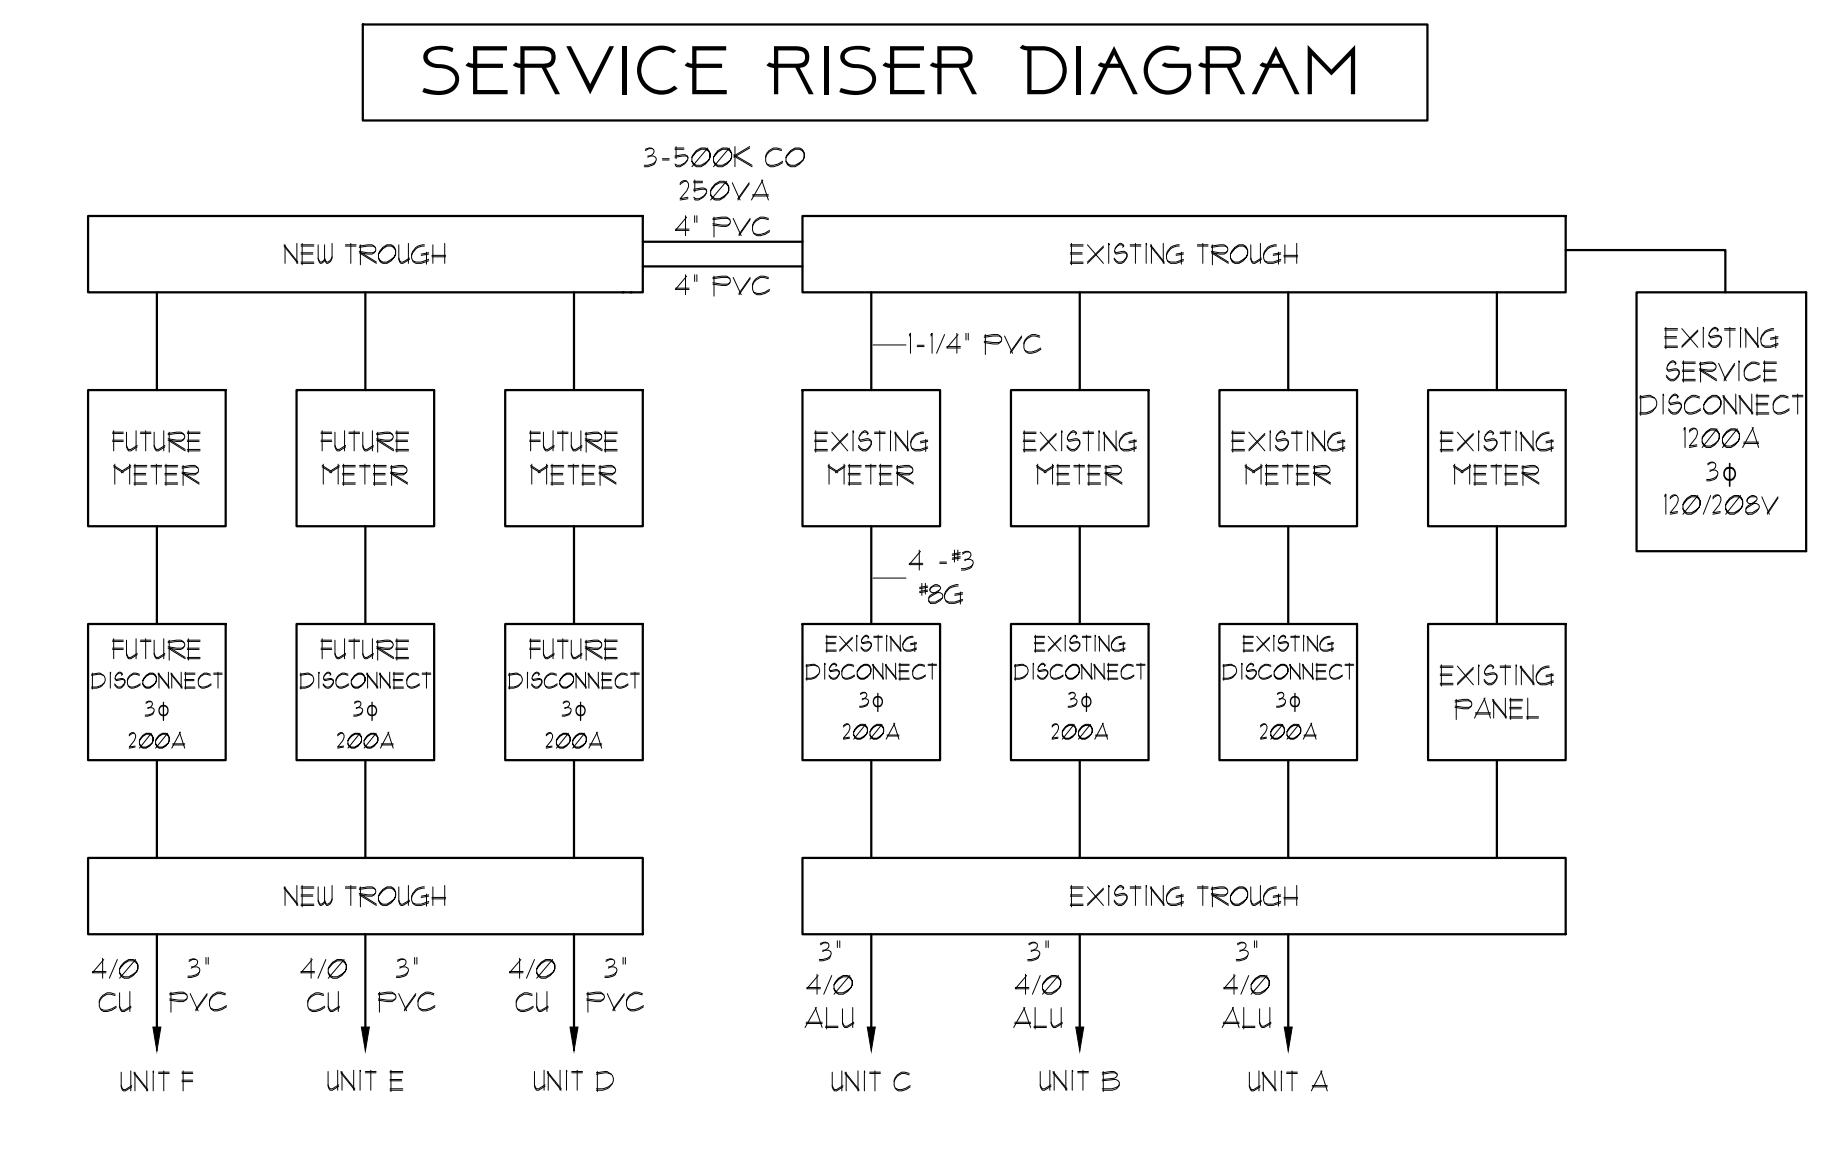 SERVICE RISER DIAGRAM
3-500K CO
250VA
4" PVC
4" PVC
NEW TROUGH
EXISTING TROUGH
1-1/4" PVC
EXISTING
SERVICE
DISCONNECT
1200A
3ϕ
120/208V
FUTURE
METER
FUTURE
METER
FUTURE
METER
EXISTING
METER
EXISTING
METER
EXISTING
METER
EXISTING
METER
4 -#3
#8G
FUTURE
DISCONNECT
3ϕ
200A
FUTURE
DISCONNECT
3ϕ
200A
FUTURE
DISCONNECT
3ϕ
200A
EXISTING
DISCONNECT
3ϕ
200A
EXISTING
DISCONNECT
3ϕ
200A
EXISTING
DISCONNECT
3ϕ
200A
EXISTING
PANEL
NEW TROUGH
EXISTING TROUGH
4/0
CU
3"
PVC
4/0
CU
3"
PVC
4/0
CU
3"
PVC
3"
4/0
ALU
3"
4/0
ALU
3"
4/0
ALU
UNIT F
UNIT E
UNIT D
UNIT C
UNIT B
UNIT A